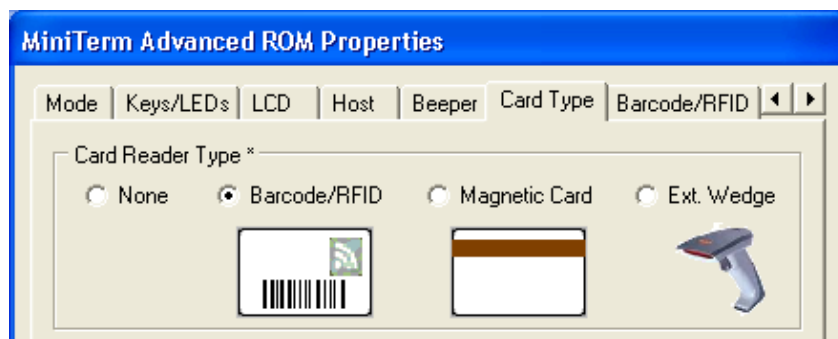 MiniTerm Advanced ROM Properties
Mode Keys/LEDs LCD Host Beeper Card Type Barcode/RFID
Card Reader Type *
None Barcode/RFID Magnetic Card Ext. Wedge